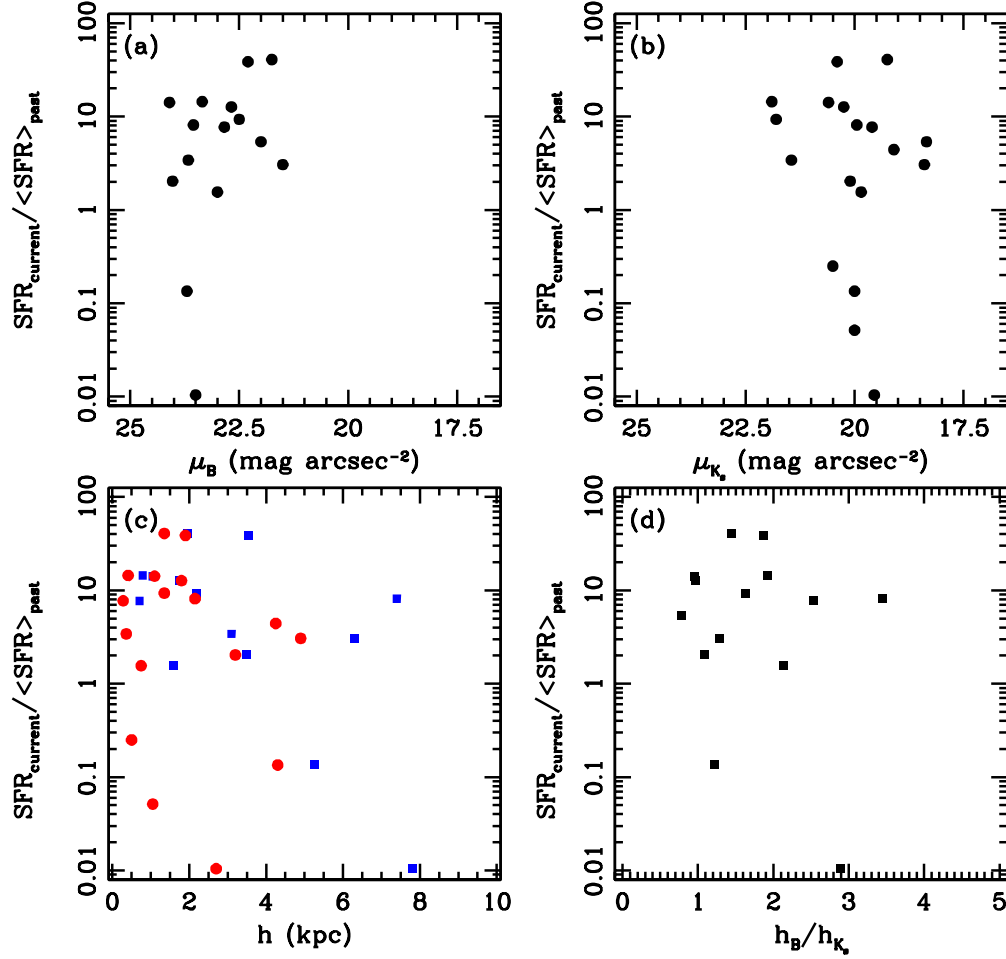 (a)
100
10
1
0.1
0.01
SFR_current/<SFR>_past
25 22.5 20 17.5
μ_B (mag arcsec⁻²)
(b)
100
10
1
0.1
0.01
SFR_current/<SFR>_past
25 22.5 20 17.5
μ_K_s (mag arcsec⁻²)
(c)
100
10
1
0.1
0.01
SFR_current/<SFR>_past
0 2 4 6 8 10
h (kpc)
(d)
100
10
1
0.1
0.01
SFR_current/<SFR>_past
0 1 2 3 4 5
h_B/h_K_s